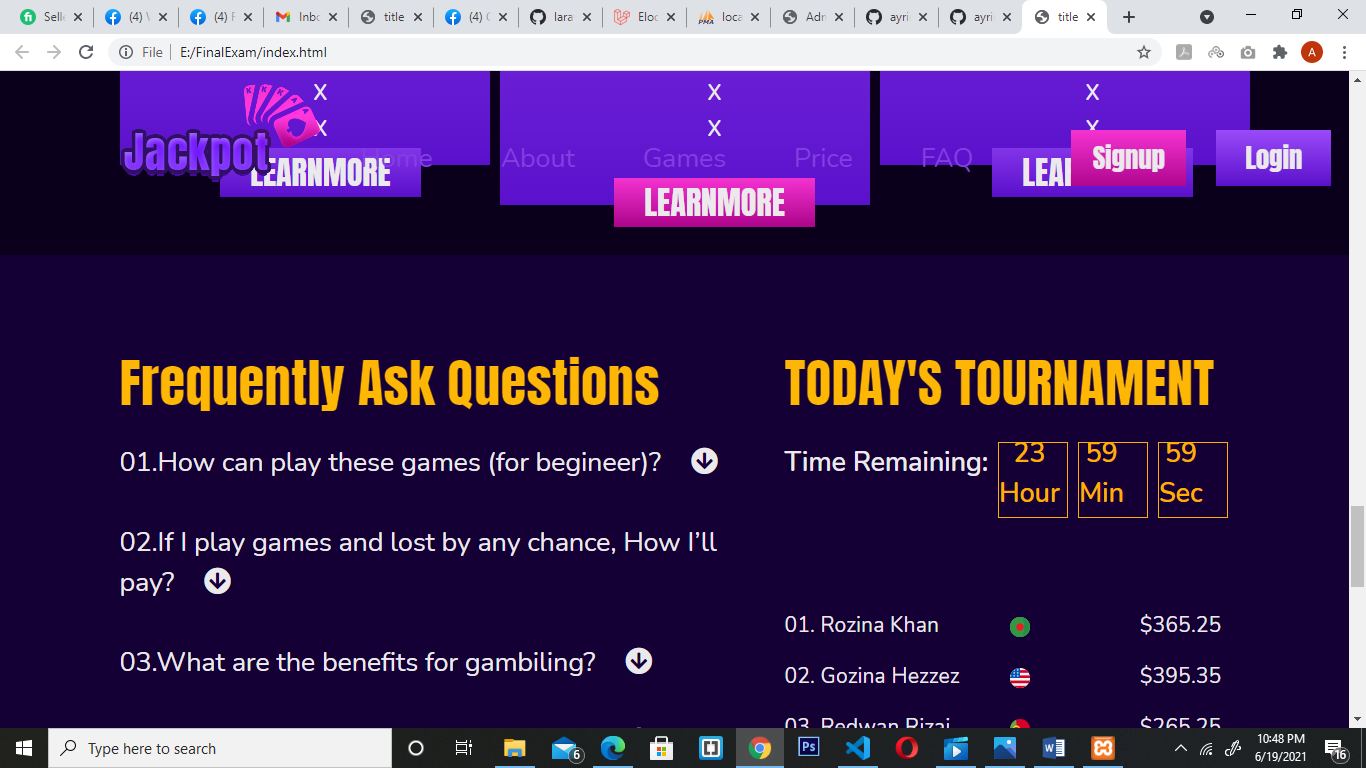 Selle
(4) V
(4) F
Inbo
title
(4) C
lara
Eloc
loca
Adn
ayri
ayri
title
File
E:/FinalExam/index.html
A
X X
X X X
Jackpot
Home About Games Price FAQ
Signup Login
LEARNMORE LEARNMORE
Frequently Ask Questions
01.How can play these games (for begineer)?
02.If I play games and lost by any chance, How I'll
pay?
03.What are the benefits for gambiling?
TODAY'S TOURNAMENT
Time Remaining: 23 59 59
Hour Min Sec
01. Rozina Khan $365.25
02. Gozina Hezzez $395.35
03. Redwan Rizai $265.25
Type here to search
6
Ps
10:48 PM
6/19/2021
16